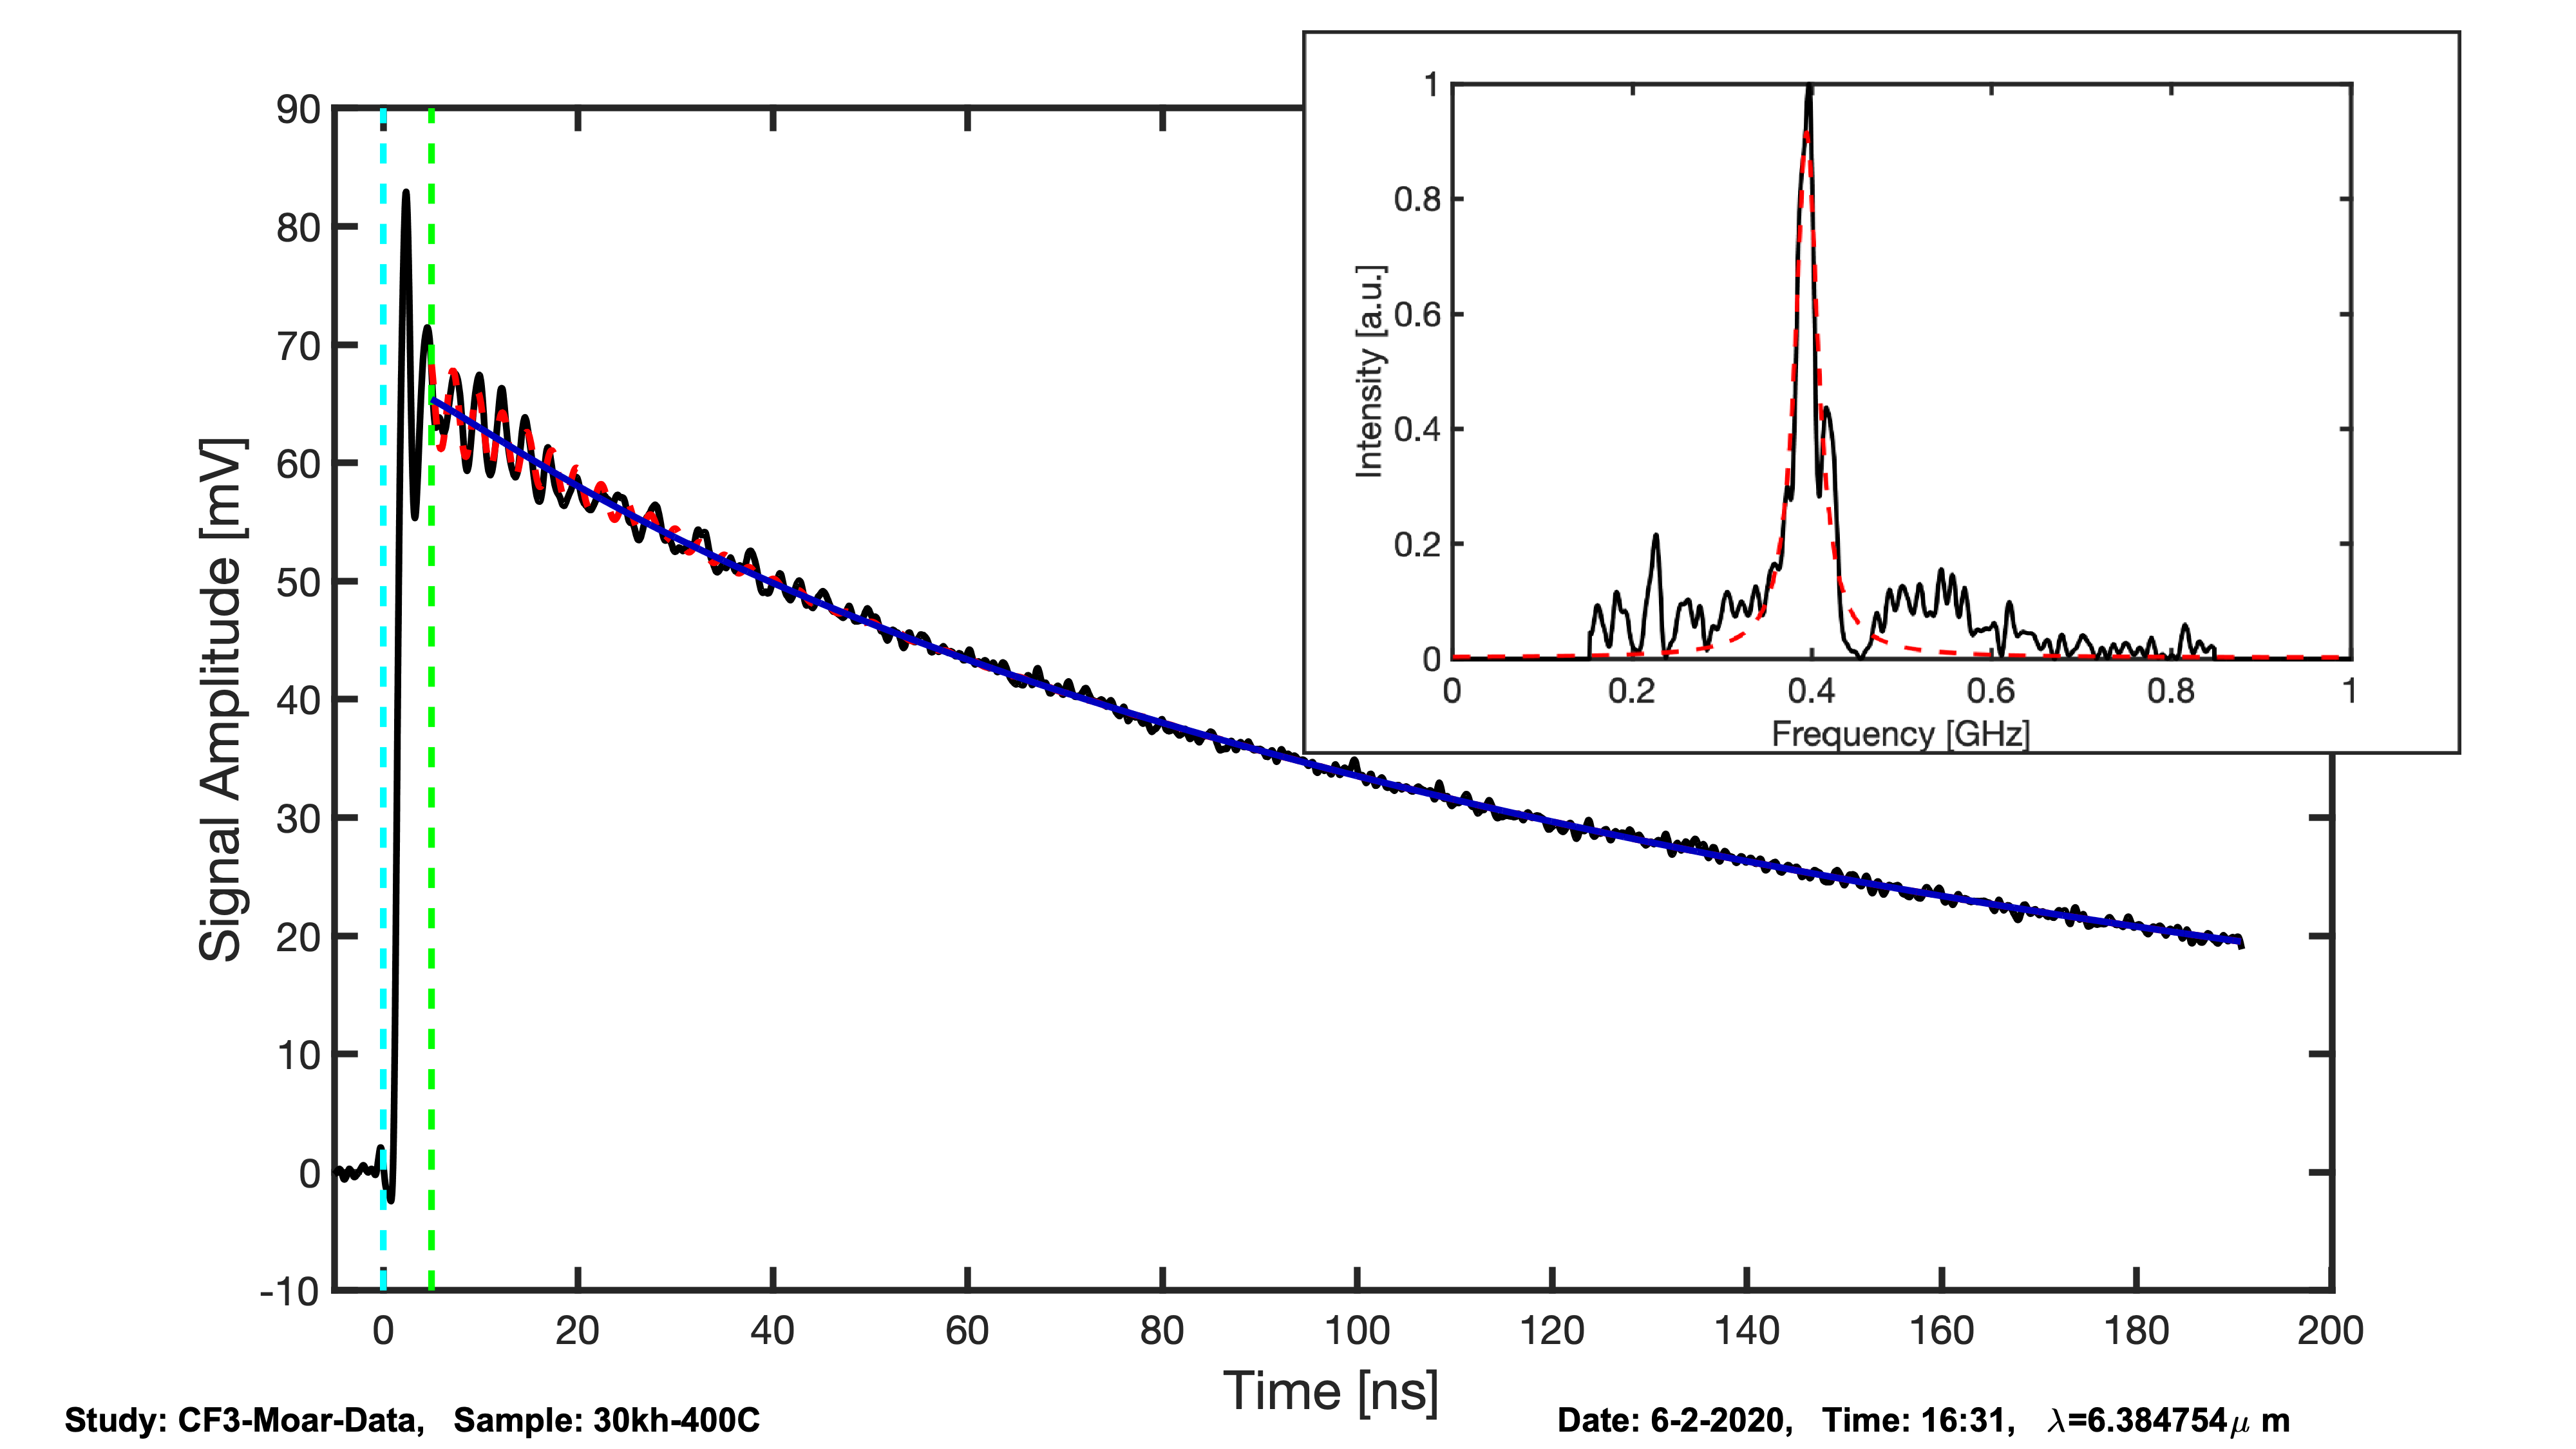 90
80
70
60
50
40
30
20
10
0
-10
Signal Amplitude [mV]
0 20 40 60 80 100 120 140 160 180 200
Time [ns]
1
0.8
0.6
0.4
0.2
0
Intensity [a.u.]
0 0.2 0.4 0.6 0.8 1
Frequency [GHz]
Study: CF3-Moar-Data, Sample: 30kh-400C
Date: 6-2-2020, Time: 16:31, λ=6.384754μ m